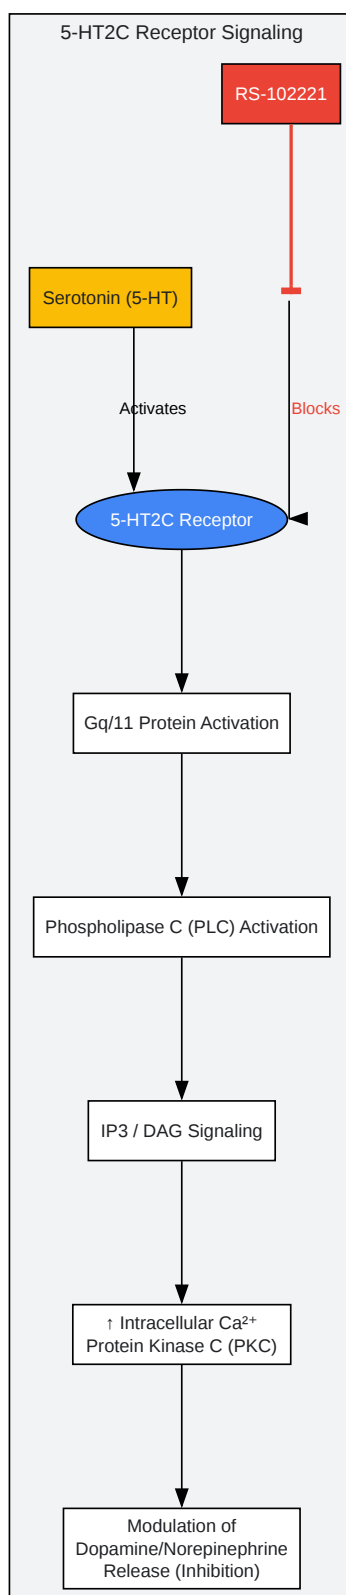 5-HT2C Receptor Signaling
RS-102221
Serotonin (5-HT)
Activates
Blocks
5-HT2C Receptor
Gq/11 Protein Activation
Phospholipase C (PLC) Activation
IP3 / DAG Signaling
↑ Intracellular Ca²⁺
Protein Kinase C (PKC)
Modulation of
Dopamine/Norepinephrine
Release (Inhibition)